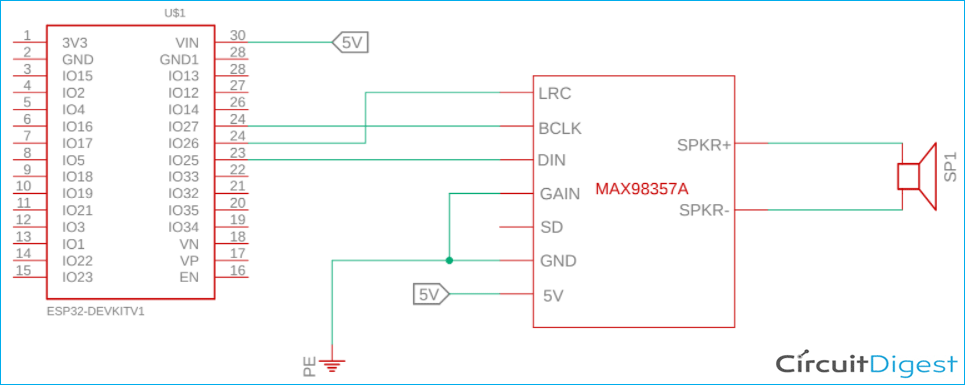 U$1
1 3V3 VIN 30
5V
2 GND GND1 28
3 IO15 IO13 28
4 IO2 IO12 27
5 IO4 IO14 26
6 IO16 IO27 24
7 IO17 IO26 24
8 IO5 IO25 23
9 IO18 IO33 22
10 IO19 IO32 21
11 IO21 IO35 20
12 IO3 IO34 19
13 IO1 VN 18
14 IO22 VP 17
15 IO23 EN 16
ESP32-DEVKITV1
LRC
BCLK
DIN
GAIN
SD
GND
5V
MAX98357A
SPKR+
SPKR-
SP1
5V
PE
CircuitDigest